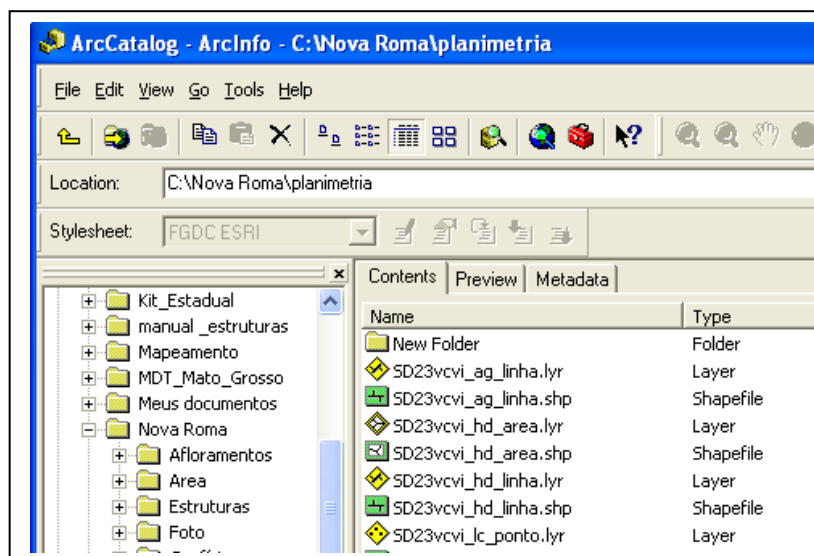 ArcCatalog - ArcInfo - C:\Nova Roma\planimetria
File Edit View Go Tools Help
Location: C:\Nova Roma\planimetria
Stylesheet: FGDC ESRI
Kit_Estadual
manual _estruturas
Mapeamento
MDT_Mato_Grosso
Meus documentos
Nova Roma
Afloramentos
Area
Estruturas
Foto
Contents Preview Metadata
Name Type
New Folder Folder
SD23vcvi_ag_linha.lyr Layer
SD23vcvi_ag_linha.shp Shapefile
SD23vcvi_hd_area.lyr Layer
SD23vcvi_hd_area.shp Shapefile
SD23vcvi_hd_linha.lyr Layer
SD23vcvi_hd_linha.shp Shapefile
SD23vcvi_lc_ponto.lyr Layer